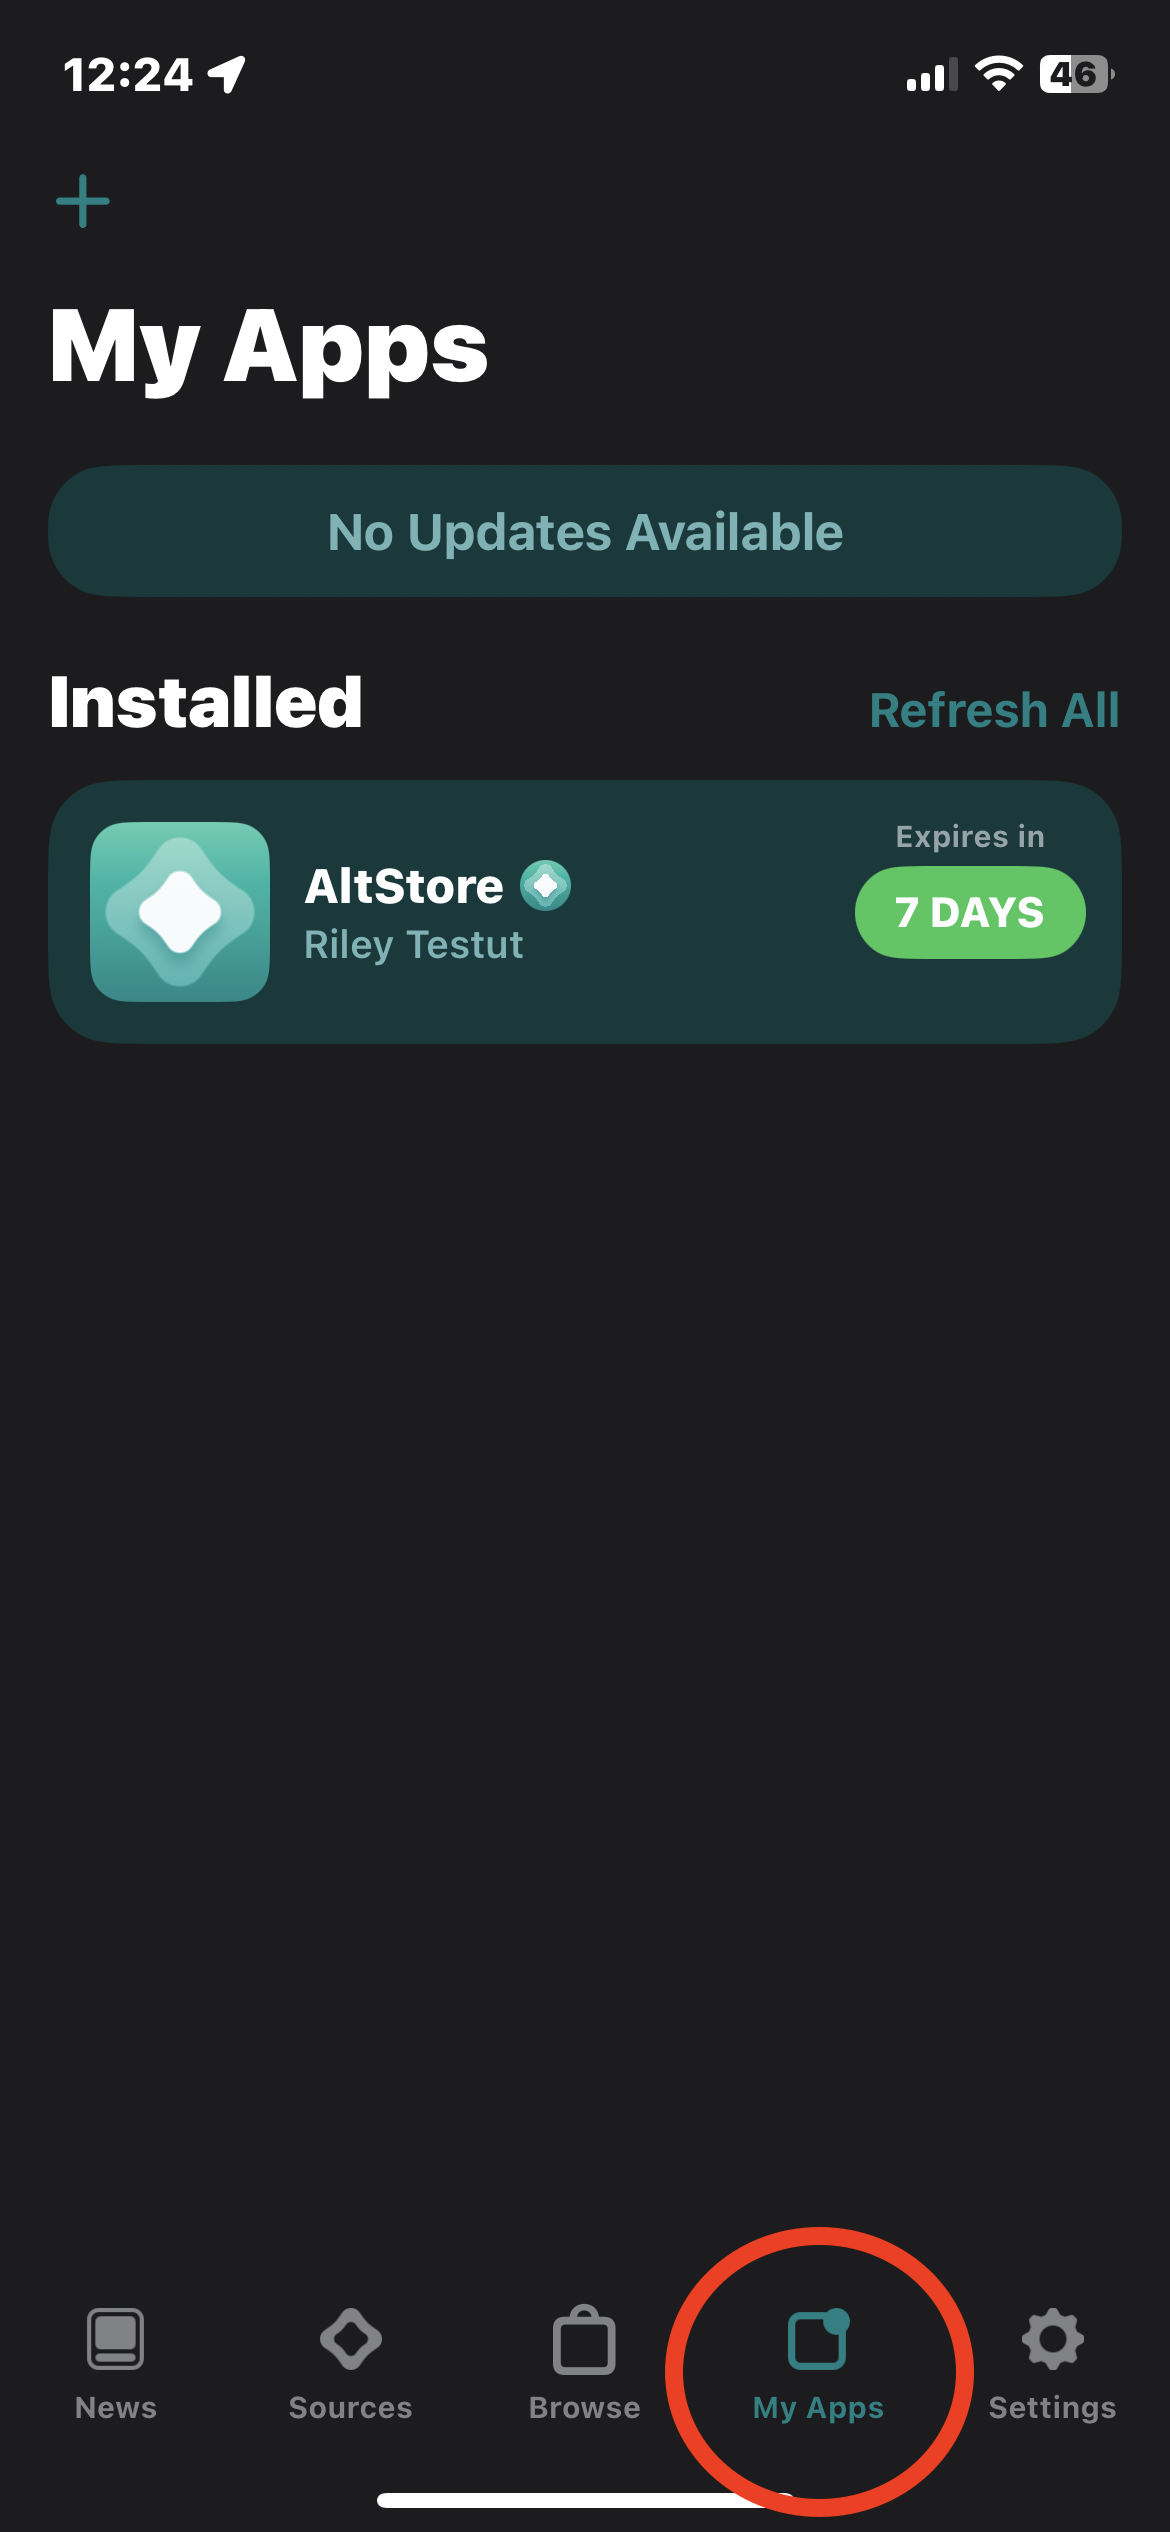 12:24
46
My Apps
No Updates Available
Installed
Refresh All
Expires in
AltStore
7 DAYS
Riley Testut
News
Sources
Browse
My Apps
Settings